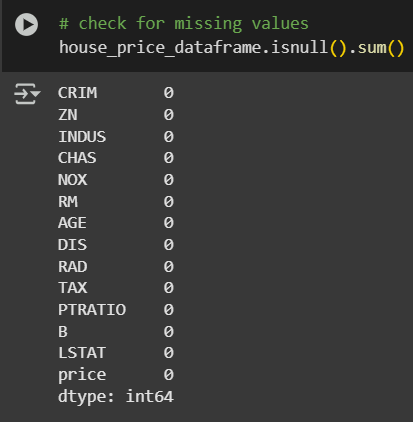 # check for missing values
house_price_dataframe.isnull().sum()
CRIM 0
ZN 0
INDUS 0
CHAS 0
NOX 0
RM 0
AGE 0
DIS 0
RAD 0
TAX 0
PTRATIO 0
B 0
LSTAT 0
price 0
dtype: int64